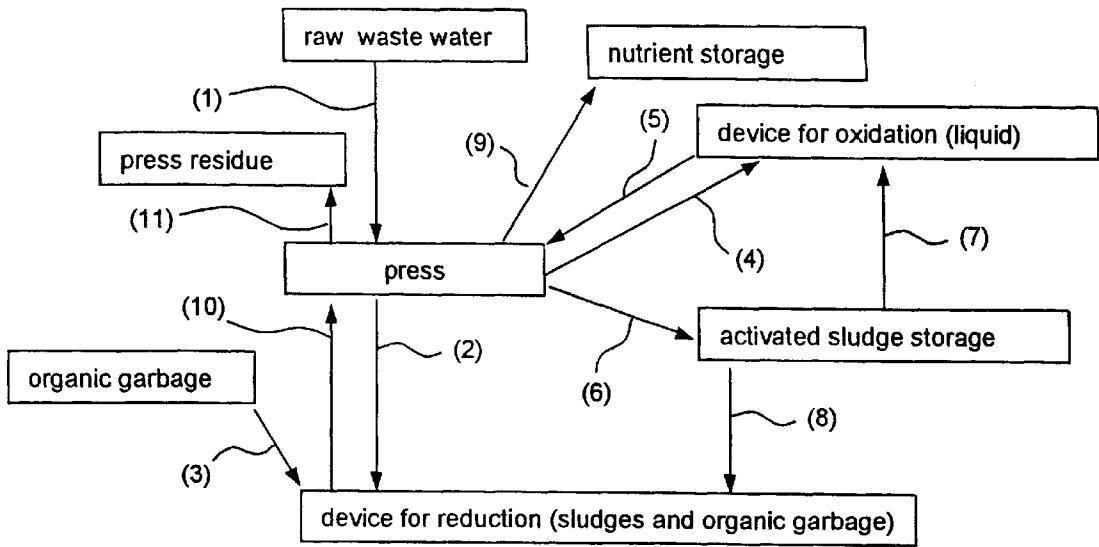 raw waste water
nutrient storage
(1)
(5)
device for oxidation (liquid)
(9)
press residue
(11)
(4)
(7)
press
(10)
(2)
(6)
activated sludge storage
organic garbage
(8)
(3)
device for reduction (sludges and organic garbage)